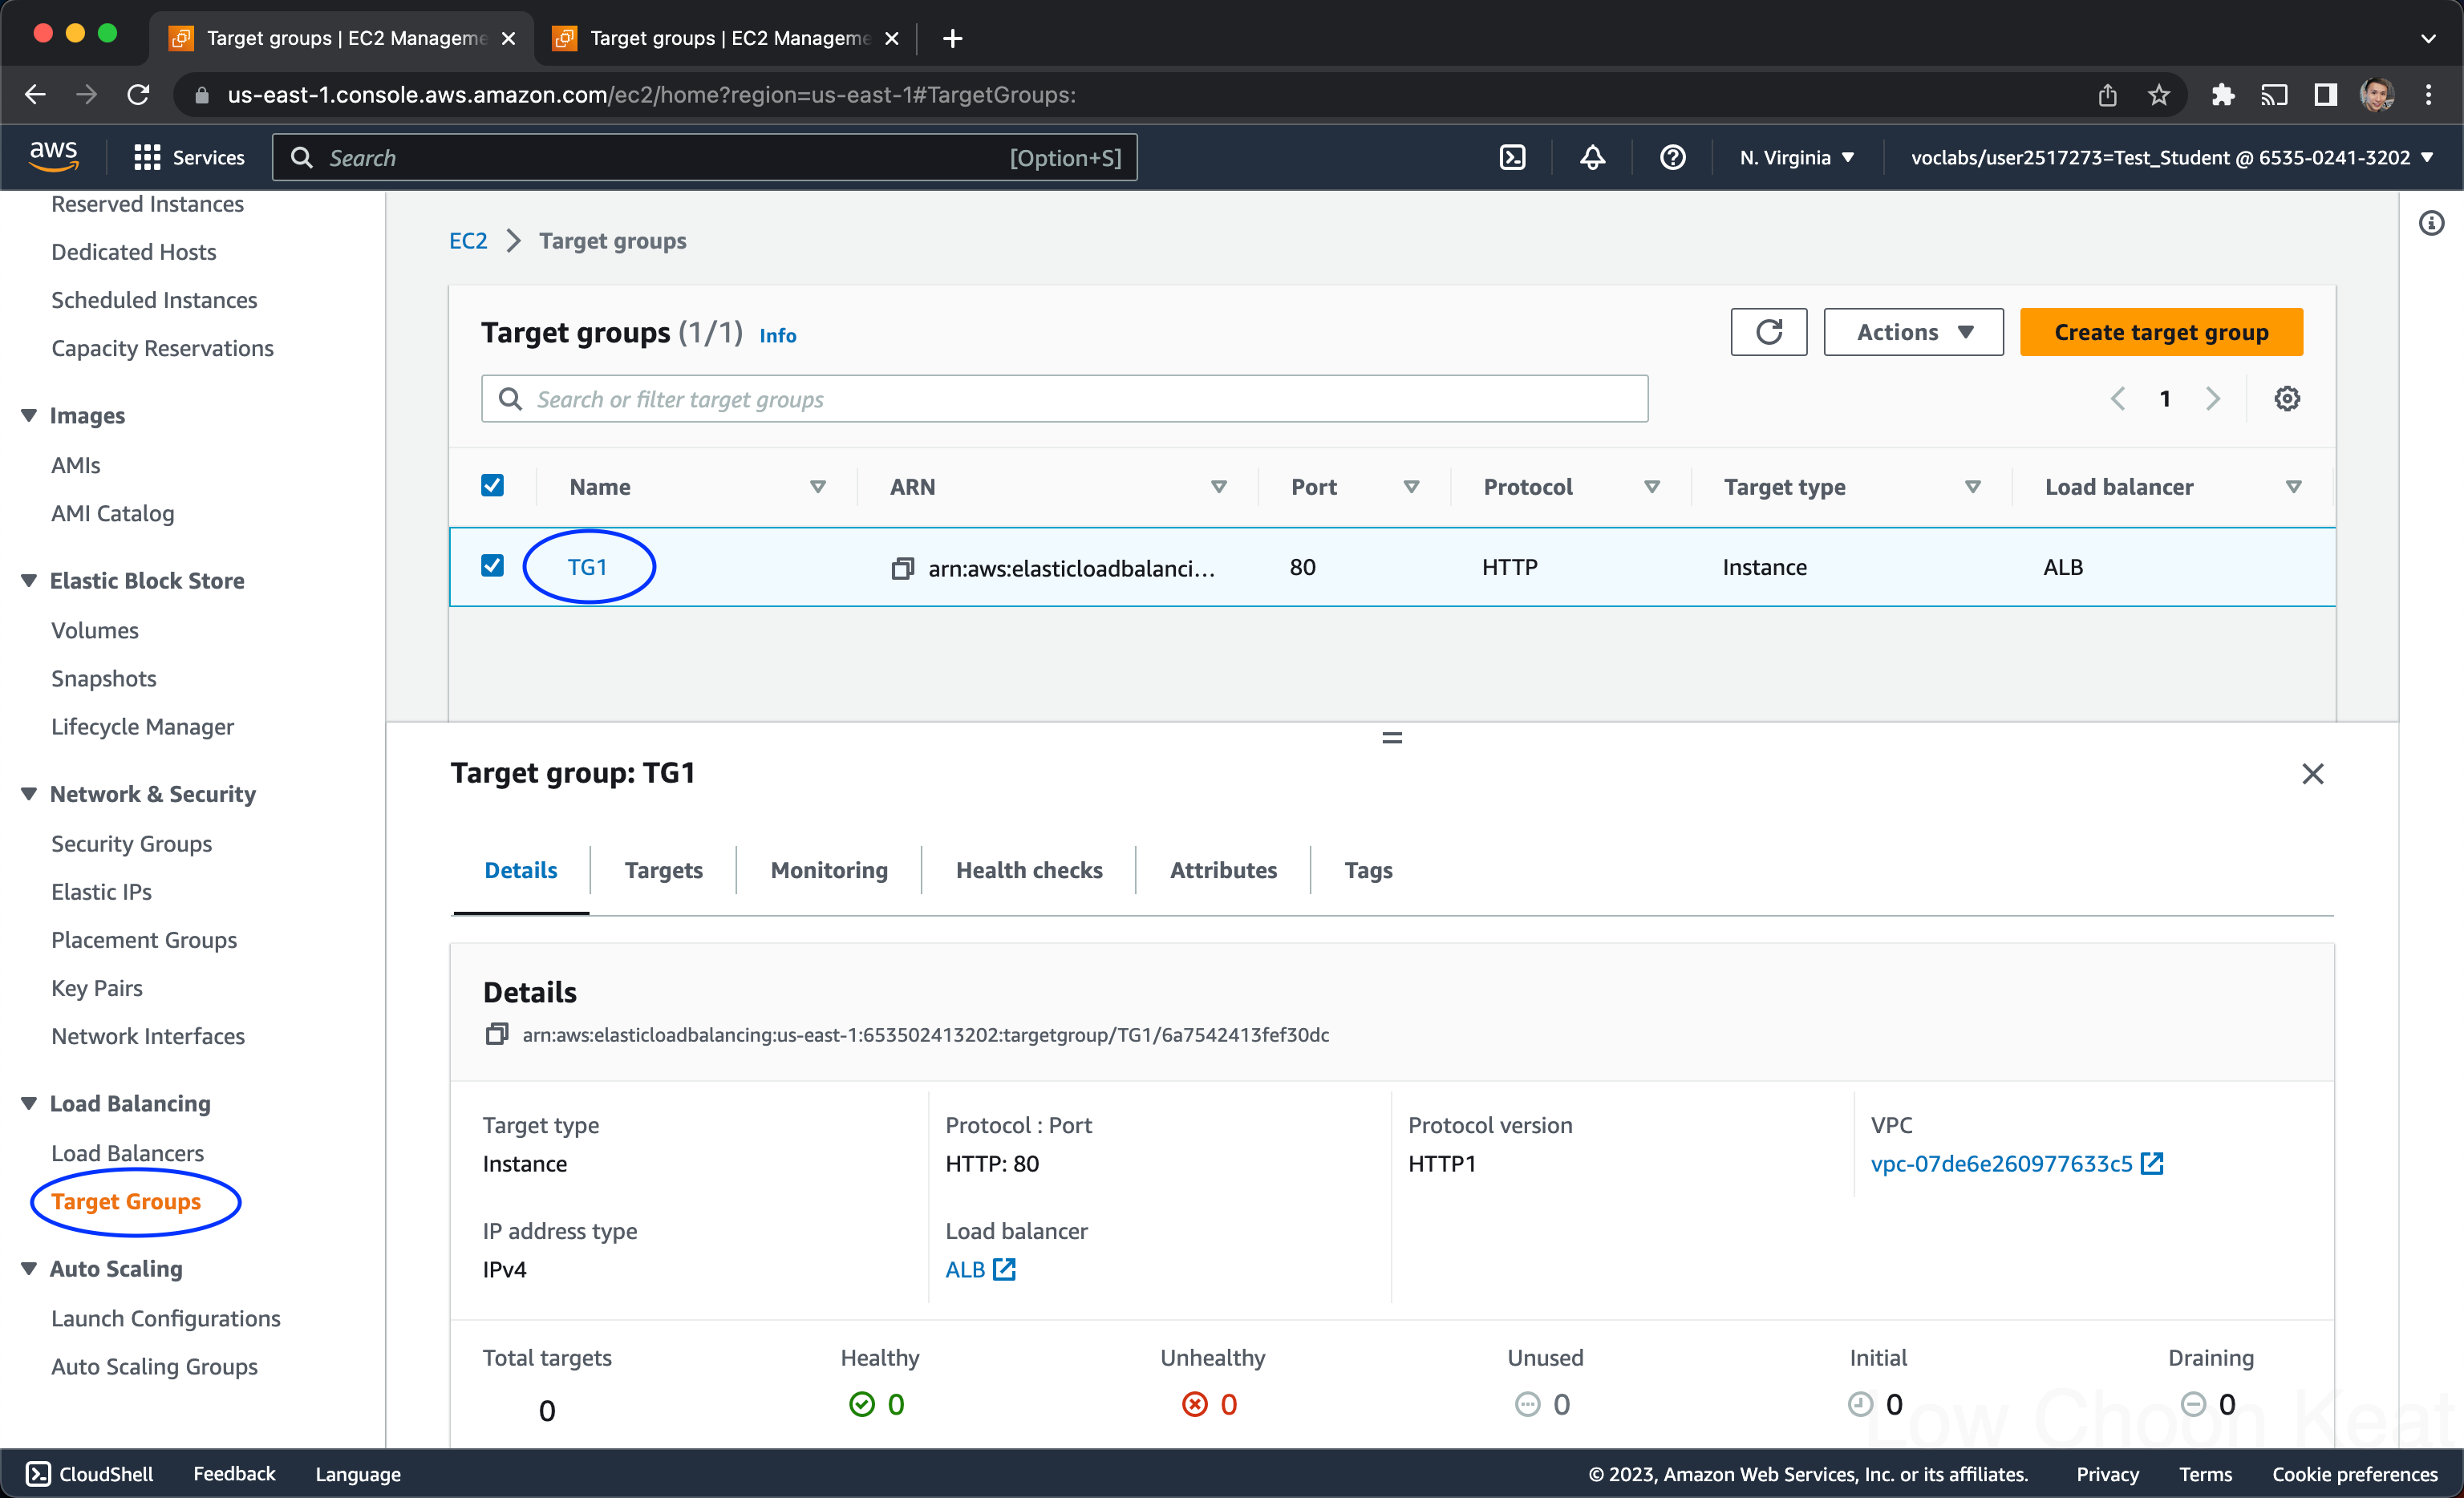 Target groups | EC2 Manageme
Target groups | EC2 Manageme
us-east-1.console.aws.amazon.com/ec2/home?region=us-east-1#TargetGroups:
aws
Services
Search
[Option+S]
N. Virginia
voclabs/user2517273=Test_Student @ 6535-0241-3202
Reserved Instances
Dedicated Hosts
Scheduled Instances
Capacity Reservations
Images
AMIs
AMI Catalog
Elastic Block Store
Volumes
Snapshots
Lifecycle Manager
Network & Security
Security Groups
Elastic IPs
Placement Groups
Key Pairs
Network Interfaces
Load Balancing
Load Balancers
Target Groups
Auto Scaling
Launch Configurations
Auto Scaling Groups
EC2 Target groups
Target groups (1/1) Info
Actions
Create target group
Search or filter target groups
1
Name ARN Port Protocol Target type Load balancer
TG1 arn:aws:elasticloadbalanci... 80 HTTP Instance ALB
Target group: TG1
Details Targets Monitoring Health checks Attributes Tags
Details
arn:aws:elasticloadbalancing:us-east-1:653502413202:targetgroup/TG1/6a7542413fef30dc
Target type Protocol : Port Protocol version VPC
Instance HTTP: 80 HTTP1 vpc-07de6e260977633c5
IP address type Load balancer
IPv4 ALB
Total targets Healthy Unhealthy Unused Initial Draining
0 0 0 0 0 0
Low Choon Keat
CloudShell Feedback Language
© 2023, Amazon Web Services, Inc. or its affiliates. Privacy Terms Cookie preferences